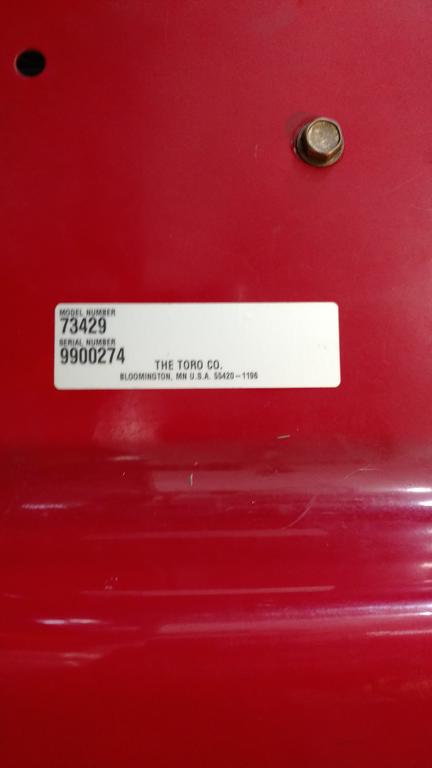 MODEL NUMBER
73429
SERIAL NUMBER
9900274
THE TORO CO.
BLOOMINGTON, MN U.S.A. 55420-1196